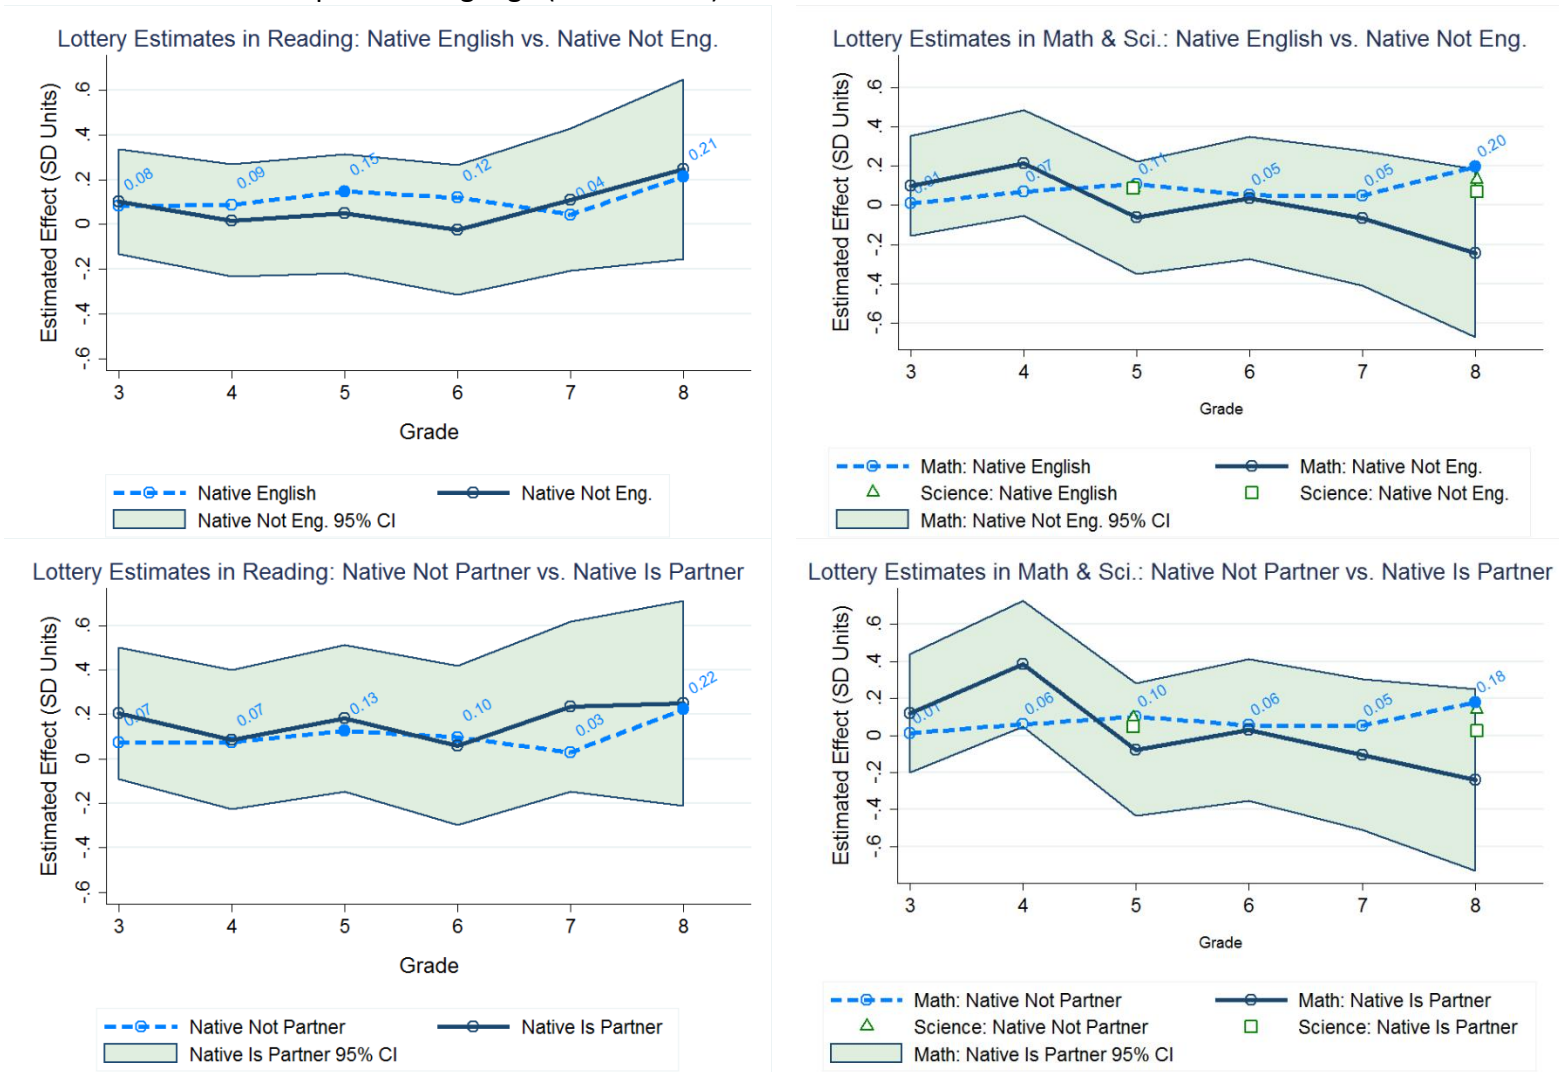 Lottery Estimates in Reading: Native English vs. Native Not Eng.
Estimated Effect (SD Units)
.6
.4
.2
0
-.2
-.4
-.6
0.08
0.09
0.15
0.12
0.04
0.21
3 4 5 6 7 8
Grade
Native English Native Not Eng.
Native Not Eng. 95% CI
Lottery Estimates in Math & Sci.: Native English vs. Native Not Eng.
Estimated Effect (SD Units)
.6
.4
.2
0
-.2
-.4
-.6
0.01
0.07
0.11
0.05
0.05
0.20
3 4 5 6 7 8
Grade
Math: Native English Math: Native Not Eng.
Science: Native English Science: Native Not Eng.
Math: Native Not Eng. 95% CI
Lottery Estimates in Reading: Native Not Partner vs. Native Is Partner
Estimated Effect (SD Units)
.6
.4
.2
0
-.2
-.4
-.6
0.07
0.07
0.13
0.10
0.03
0.22
3 4 5 6 7 8
Grade
Native Not Partner Native Is Partner
Native Is Partner 95% CI
Lottery Estimates in Math & Sci.: Native Not Partner vs. Native Is Partner
Estimated Effect (SD Units)
.6
.4
.2
0
-.2
-.4
-.6
0.01
0.06
0.10
0.06
0.05
0.18
3 4 5 6 7 8
Grade
Math: Native Not Partner Math: Native Is Partner
Science: Native Not Partner Science: Native Is Partner
Math: Native Is Partner 95% CI